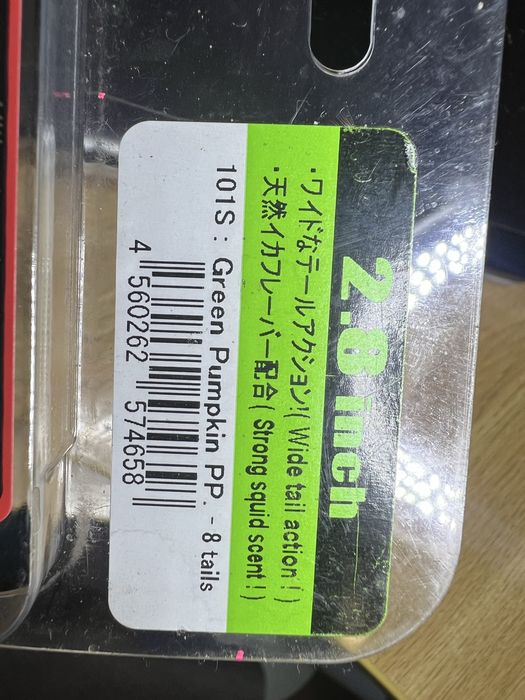 2.8 inch
・ワイドなテールアクション!( Wide tail action ! )
・天然イカフレーバー配合( Strong squid scent ! )
101S : Green Pumpkin PP. - 8 tails
4 560262 574658